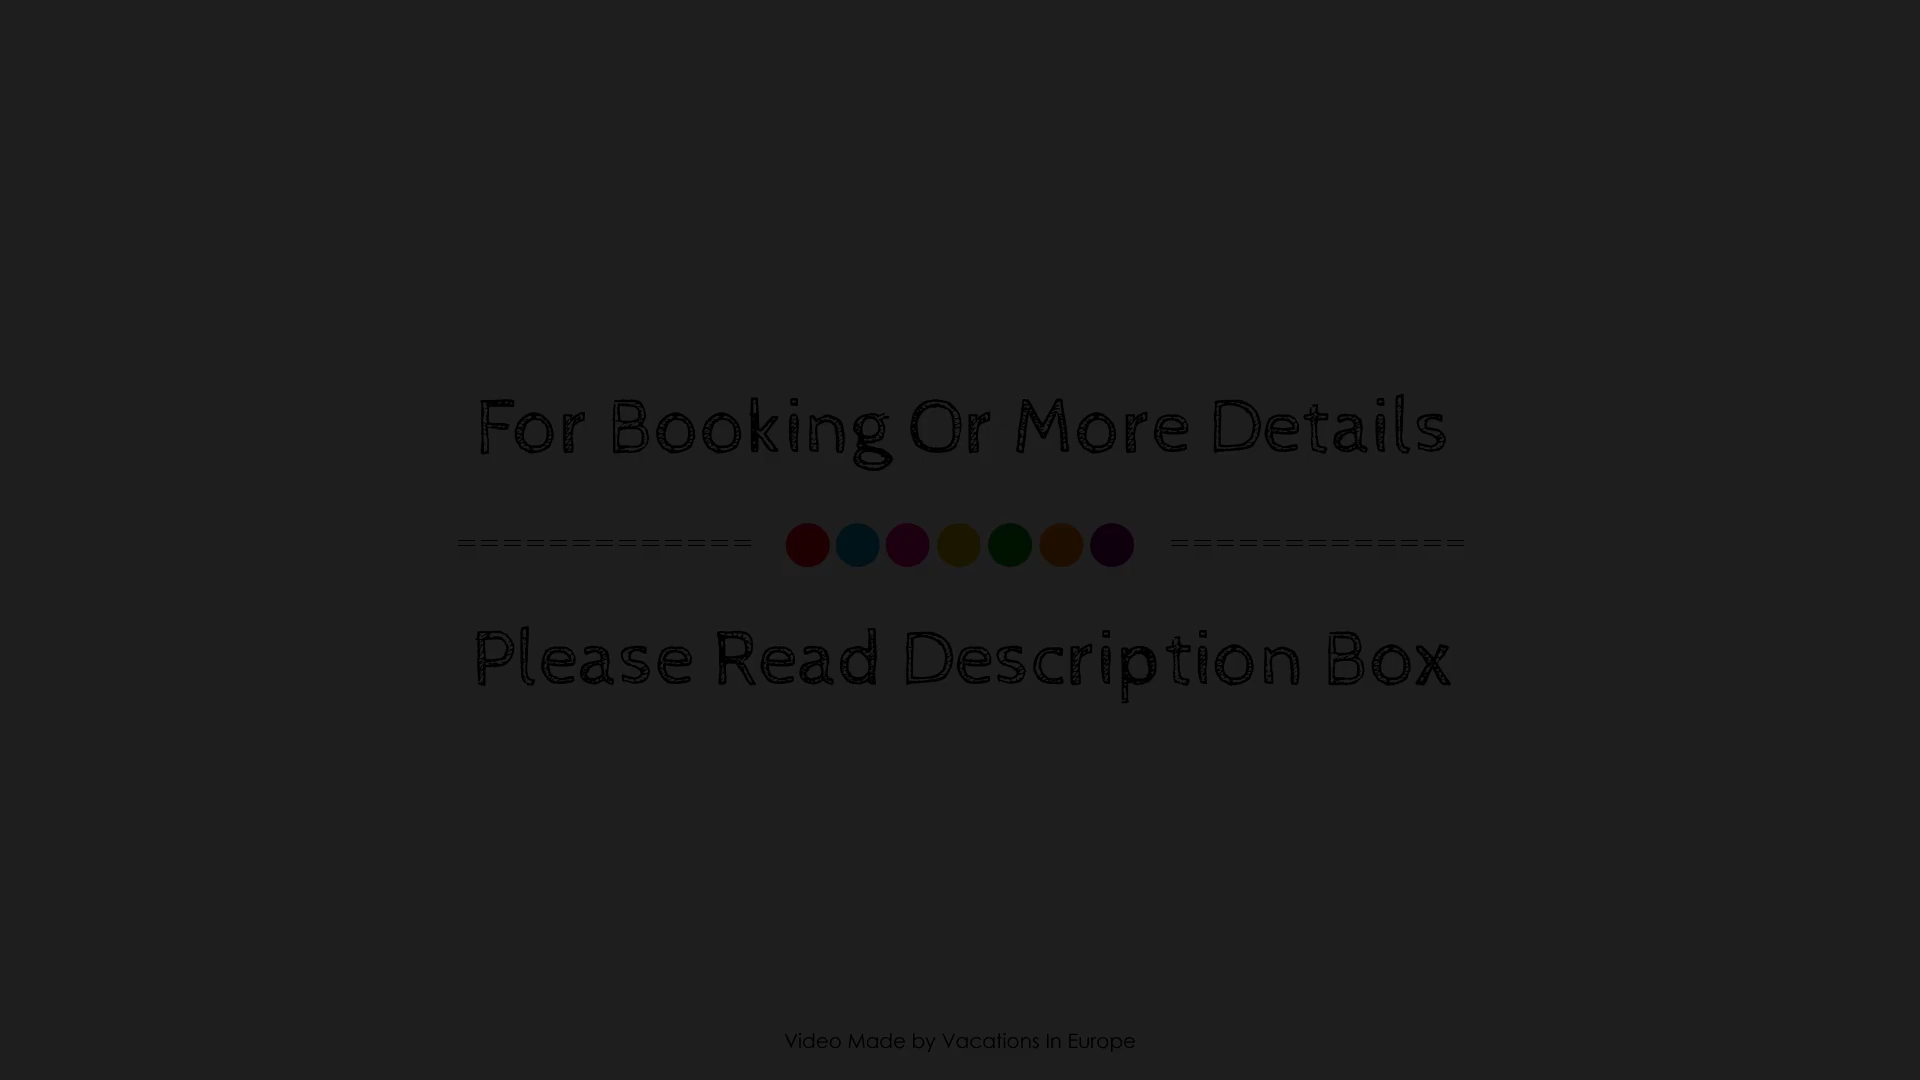 For Booking Or More Details
============= =============
Please Read Description Box
Video Made by Vacations In Europe